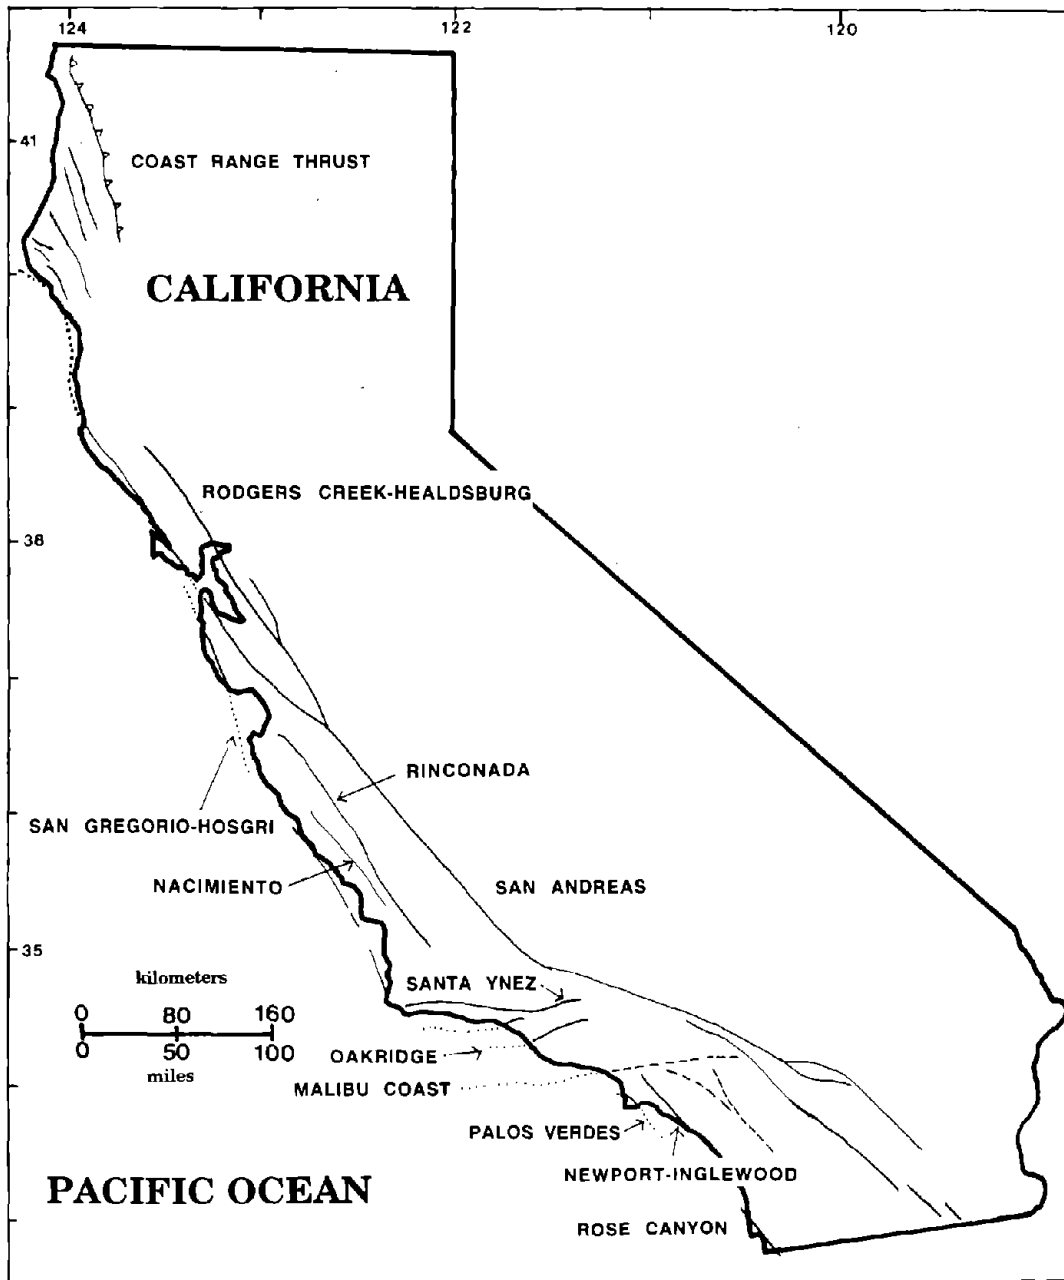 124 122 120
41
COAST RANGE THRUST
CALIFORNIA
RODGERS CREEK-HEALDSBURG
38
RINCONADA
SAN GREGORIO-HOSGRI
NACIMIENTO
SAN ANDREAS
35
kilometers
SANTA YNEZ
0 80 160
0 50 100
OAKRIDGE
miles
MALIBU COAST
PALOS VERDES
NEWPORT-INGLEWOOD
PACIFIC OCEAN
ROSE CANYON